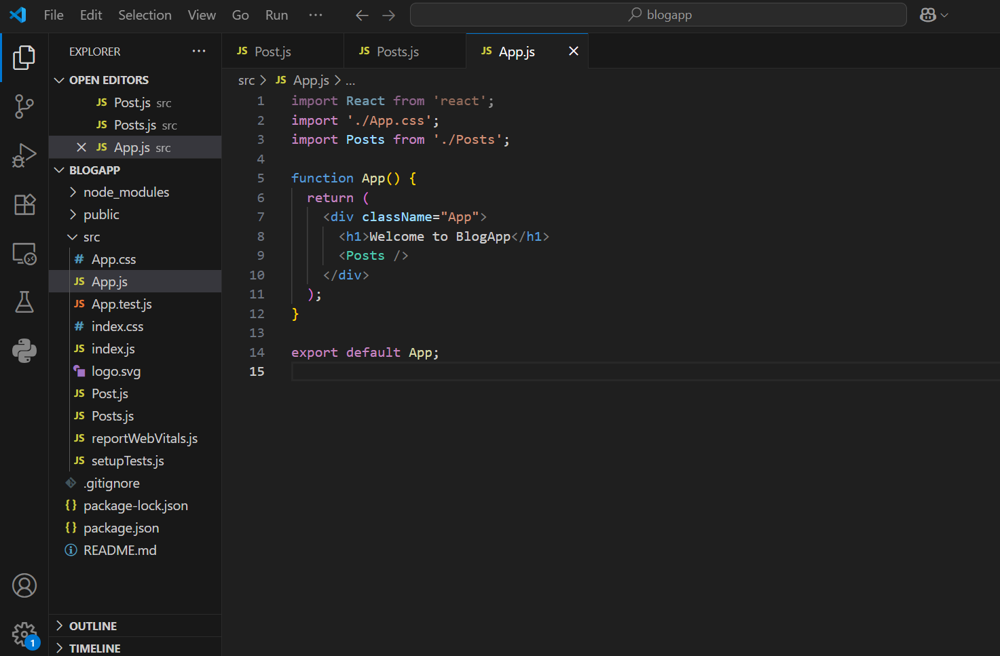 File Edit Selection View Go Run ···
blogapp
EXPLORER ···
OPEN EDITORS
JS Post.js src
JS Posts.js src
JS App.js src
BLOGAPP
node_modules
public
src
# App.css
JS App.js
JS App.test.js
# index.css
JS index.js
logo.svg
JS Post.js
JS Posts.js
JS reportWebVitals.js
JS setupTests.js
.gitignore
{} package-lock.json
{} package.json
README.md
OUTLINE
TIMELINE
1
JS Post.js JS Posts.js JS App.js
src > JS App.js > ...
1 import React from 'react';
2 import './App.css';
3 import Posts from './Posts';
4
5 function App() {
6 return (
7 <div className="App">
8 <h1>Welcome to BlogApp</h1>
9 <Posts />
10 </div>
11 );
12 }
13
14 export default App;
15